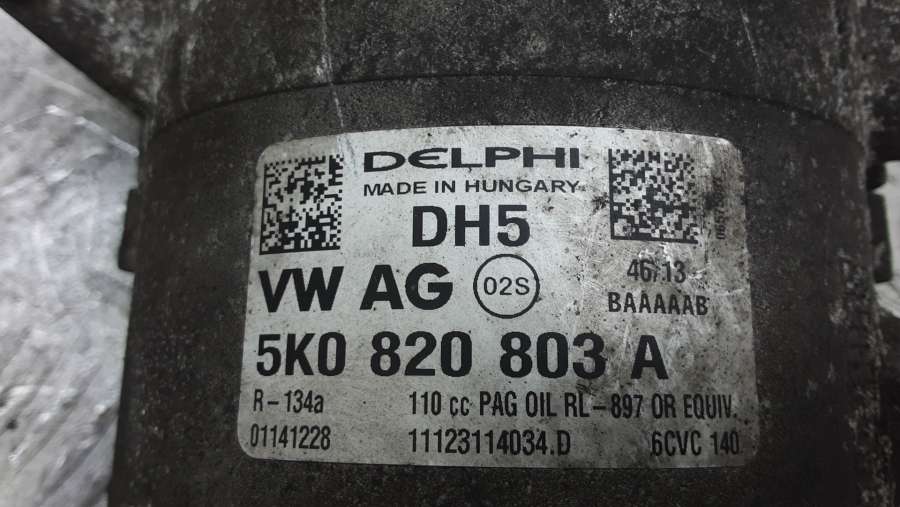 DELPHI
MADE IN HUNGARY
DH5
VW AG 02S
46/13
BAAAAAB
5K0 820 803 A
R-134a 110 cc PAG OIL RL-897 OR EQUIV.
01141228 11123114034.D 6CVC 140